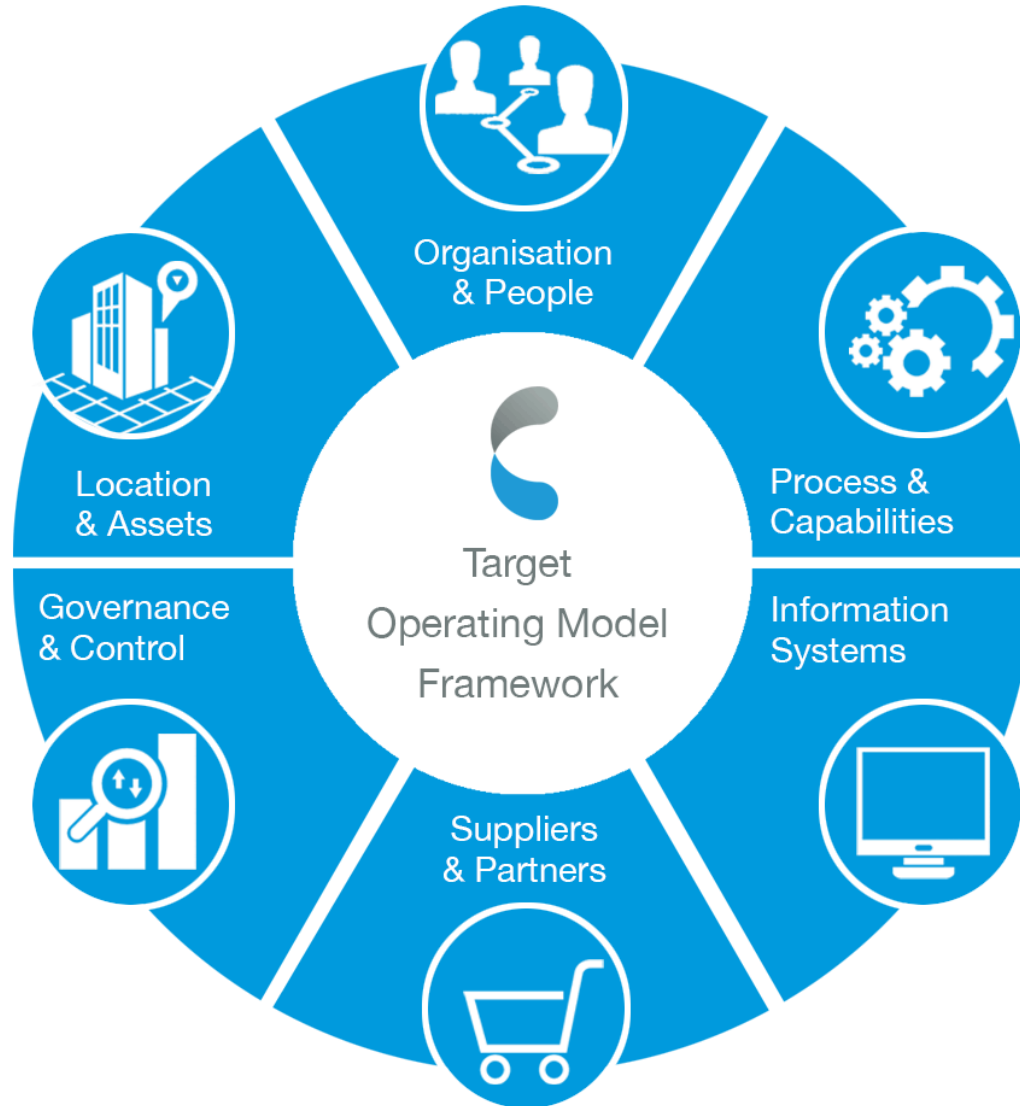 Organisation
& People
Process &
Capabilities
Information
Systems
Suppliers
& Partners
Governance
& Control
Location
& Assets
Target
Operating Model
Framework